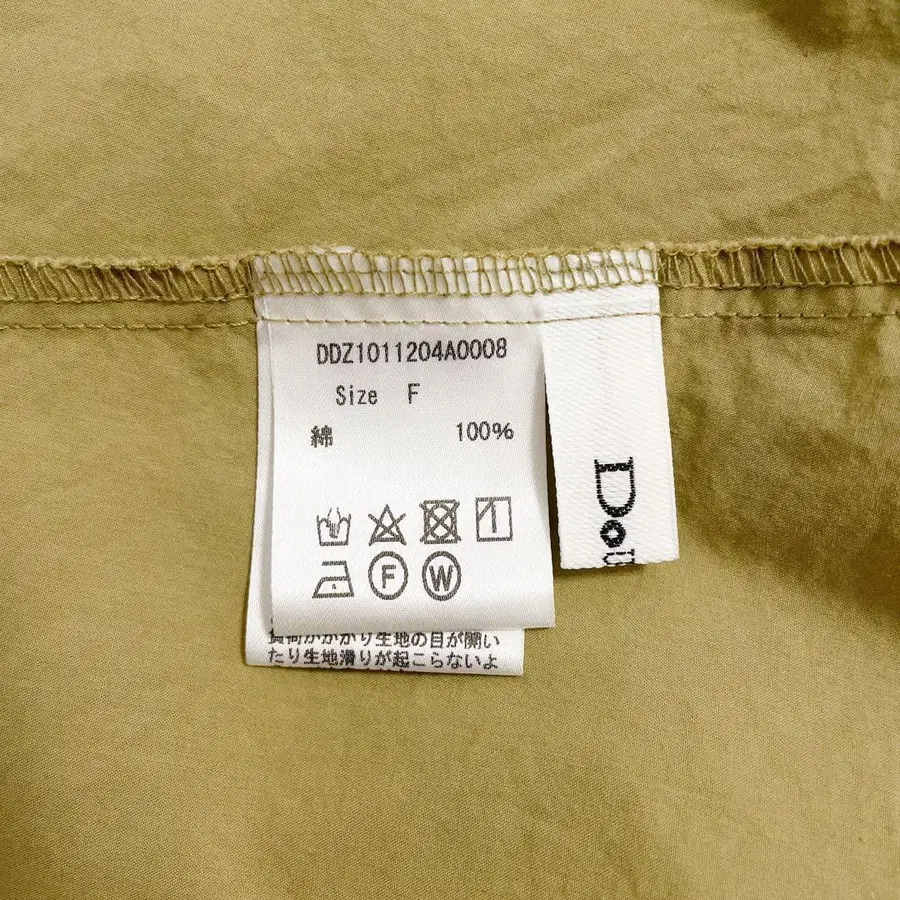 DDZ1011204A0008
Size F
綿 100%
F W
負荷がかかり生地の目が開い
たり生地滑りが起こらないよ
Dou